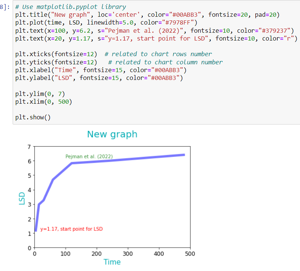 ]: # Use matplotlib.pyplot library
plt.title("New graph", loc='center', color="#00ABB3", fontsize=20, pad=20)
plt.plot(time, LSD, linewidth=5.0, color="#7978FF")
plt.text(x=100, y=6.2, s="Pejman et al. (2022)", fontsize=10, color="#379237")
plt.text(x=20, y=1.17, s="y=1.17, start point for LSD", fontsize=10, color="r")
plt.xticks(fontsize=12) # related to chart rows number
plt.yticks(fontsize=12) # related to chart column number
plt.xlabel("Time", fontsize=15, color="#00ABB3")
plt.ylabel("LSD", fontsize=15, color="#00ABB3")
plt.ylim(0, 7)
plt.xlim(0, 500)
plt.show()
New graph
7
Pejman et al. (2022)
6
5
4
LSD
3
2
y=1.17, start point for LSD
1
0
0 100 200 300 400 500
Time